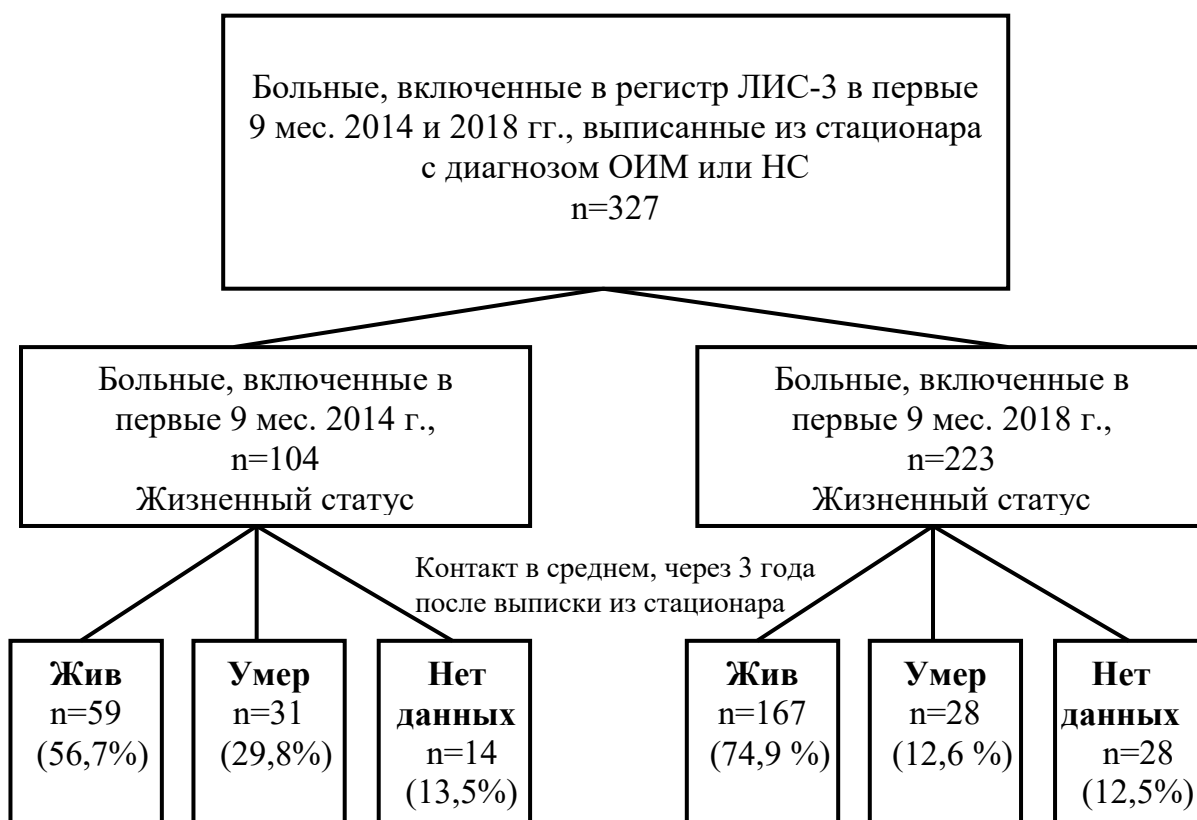 Больные, включенные в регистр ЛИС-3 в первые
9 мес. 2014 и 2018 гг., выписанные из стационара
с диагнозом ОИМ или НС
n=327
Больные, включенные в
первые 9 мес. 2014 г.,
n=104
Жизненный статус
Больные, включенные в
первые 9 мес. 2018 г.,
n=223
Жизненный статус
Контакт в среднем, через 3 года
после выписки из стационара
Жив
n=59
(56,7%)
Умер
n=31
(29,8%)
Нет
данных
n=14
(13,5%)
Жив
n=167
(74,9 %)
Умер
n=28
(12,6 %)
Нет
данных
n=28
(12,5%)